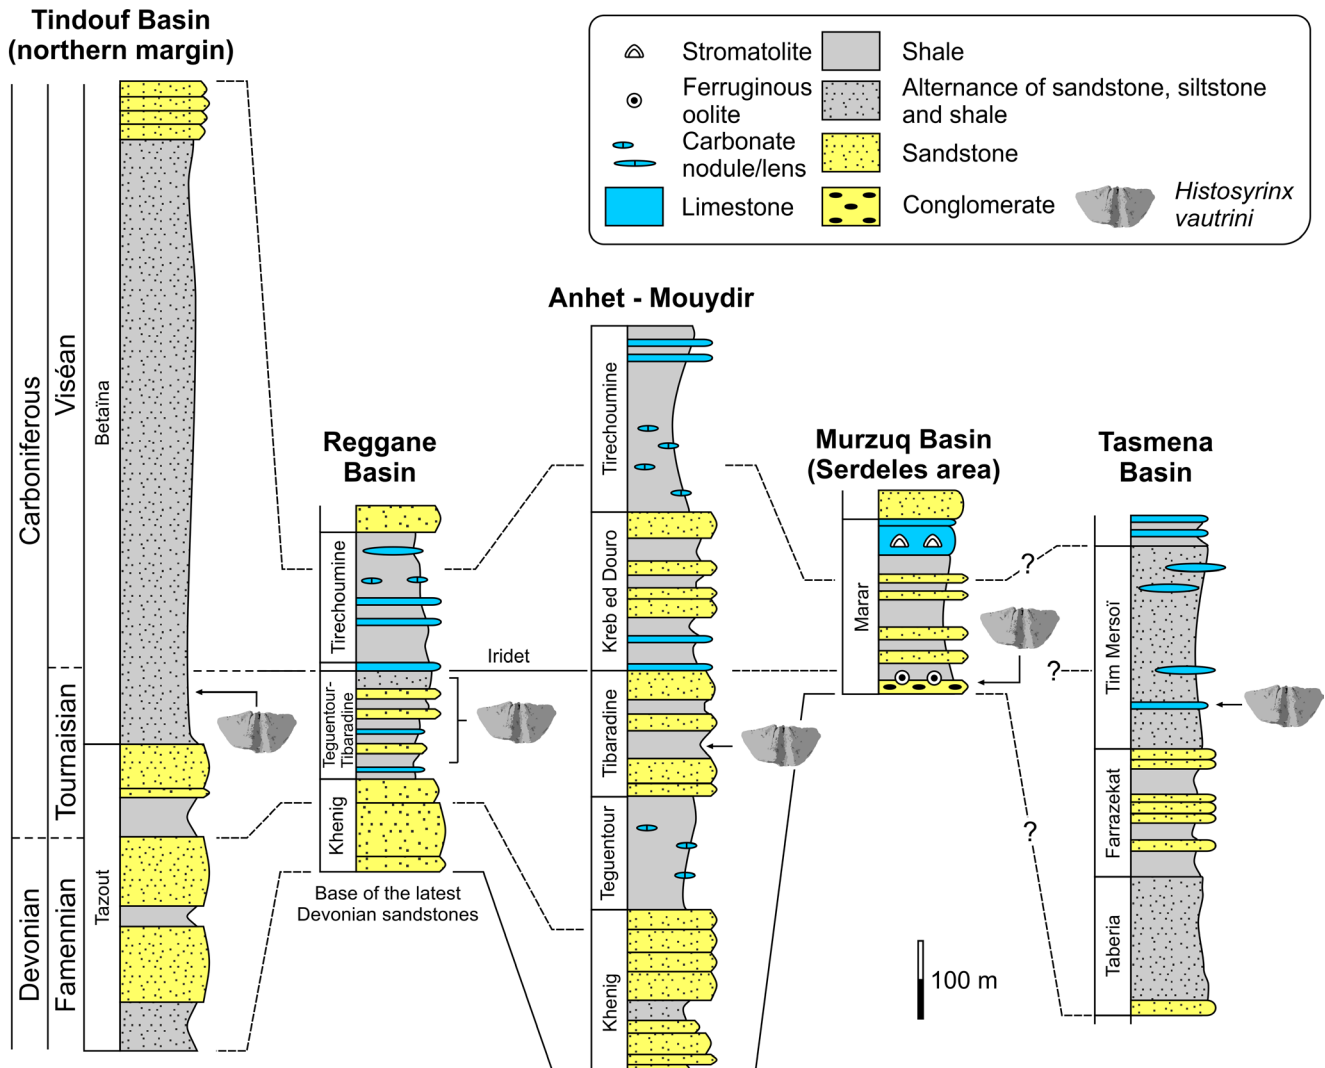 Tindouf Basin
(northern margin)
Stromatolite
Ferruginous
oolite
Carbonate
nodule/lens
Limestone
Shale
Alternance of sandstone, siltstone
and shale
Sandstone
Conglomerate
Histosyrinx
vautrini
Carboniferous
Devonian
Viséan
Tournaisian
Famennian
Betaïna
Tazout
Reggane
Basin
Tirechoumine
Teguentour-
Tibaradine
Khenig
Base of the latest
Devonian sandstones
Iridet
Anhet - Mouydir
Tirechoumine
Kreb ed Douro
Tibaradine
Teguentour
Khenig
Murzuq Basin
(Serdeles area)
Marar
?
?
?
Tasmena
Basin
Tim Mersoï
Farrazekat
Taberia
100 m